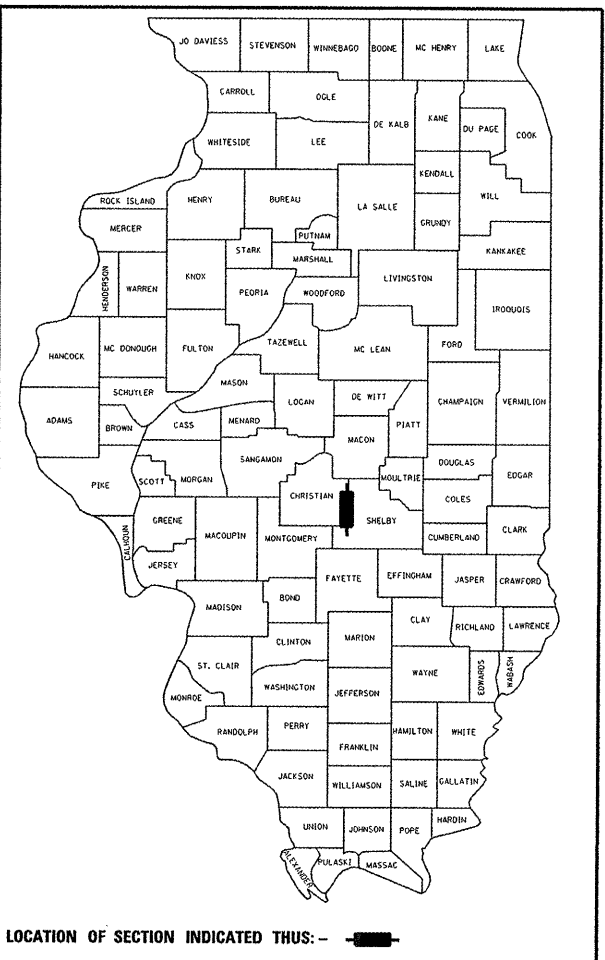 JO DAVIESS
STEVENSON
WINNEBAGO
BOONE
MC HENRY
LAKE
CARROLL
OGLE
DE KALB
KANE
DU PAGE
COOK
WHITESIDE
LEE
KENDALL
WILL
ROCK ISLAND
HENRY
BUREAU
LA SALLE
GRUNDY
MERCER
PUTNAM
STARK
MARSHALL
KANKAKEE
HENDERSON
WARREN
KNOX
PEORIA
WOODFORD
LIVINGSTON
IROQUOIS
HANCOCK
MC DONOUGH
FULTON
TAZEWELL
MC LEAN
FORD
MASON
SCHUYLER
LOGAN
DE WITT
CHAMPAIGN
VERMILION
ADAMS
BROWN
CASS
MENARD
MACON
PIATT
SANGAMON
DOUGLAS
PIKE
SCOTT
MORGAN
CHRISTIAN
MOULTRIE
EDGAR
COLES
GREENE
CALHOUN
MACOUPIN
MONTGOMERY
SHELBY
CUMBERLAND
CLARK
JERSEY
FAYETTE
EFFINGHAM
JASPER
CRAWFORD
MADISON
BOND
CLAY
RICHLAND
LAWRENCE
CLINTON
MARION
ST. CLAIR
WAYNE
EDWARDS
WABASH
WASHINGTON
JEFFERSON
MONROE
RANDOLPH
PERRY
HAMILTON
WHITE
FRANKLIN
JACKSON
WILLIAMSON
SALINE
GALLATIN
UNION
JOHNSON
POPE
HARDIN
ALEXANDER
PULASKI
MASSAC
LOCATION OF SECTION INDICATED THUS: -